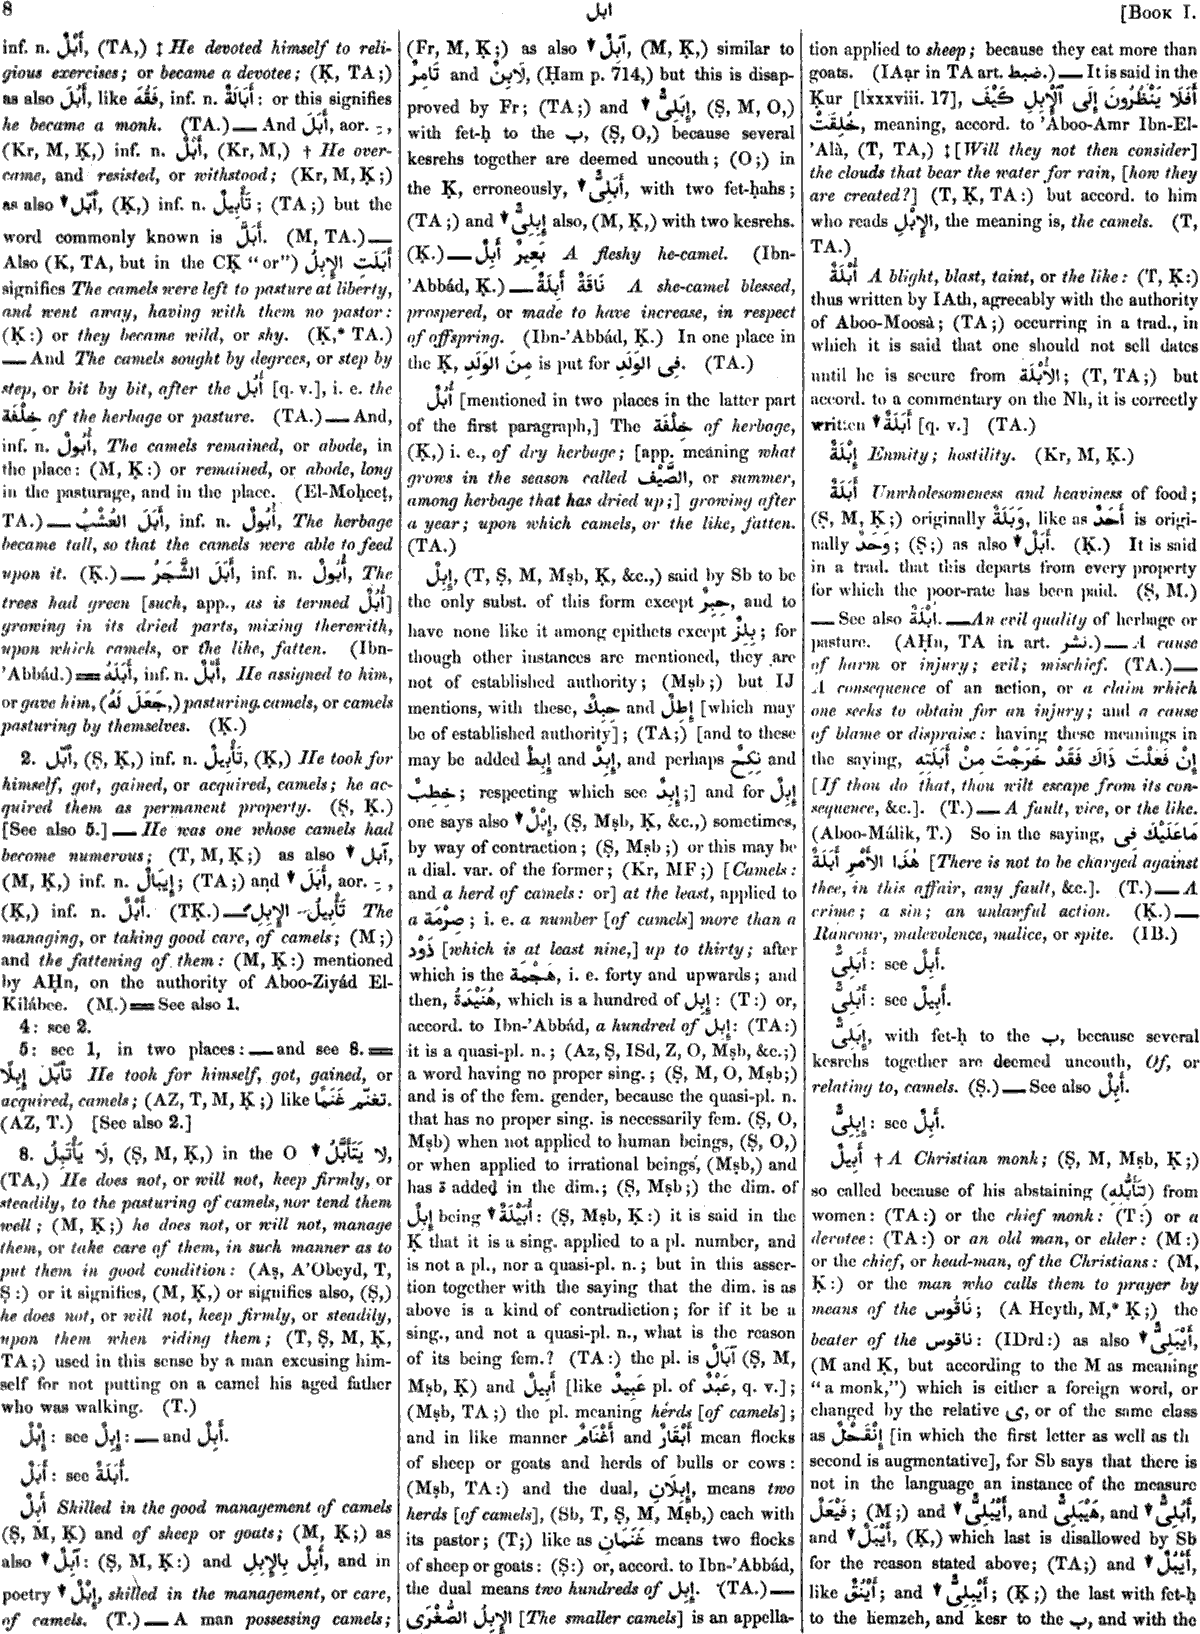 8
ابل
[BOOK I.
inf. n. أَبْلٌ, (TA,) ‡ He devoted himself to reli-
gious exercises; or became a devotee; (Ḳ, TA;)
as also أَبُلَ, like فَقُهَ, inf. n. أَبَالَةٌ: or this signifies
he became a monk. (TA.) — And أَبَلَ, aor. ـِ,
(Kr, M, Ḳ,) inf. n. أَبْلٌ, (Kr, M,) † He over-
came, and resisted, or withstood; (Kr, M, Ḳ;)
as also ▼ أَبَّلَ, (Ḳ,) inf. n. تَأْبِيلٌ; (TA;) but the
word commonly known is أَبَلَّ. (M, TA.) —
Also (K, TA, but in the CḲ “or”) أَبَلَتِ الإِبِلُ
signifies The camels were left to pasture at liberty,
and went away, having with them no pastor:
(Ḳ:) or they became wild, or shy. (Ḳ,* TA.)
— And The camels sought by degrees, or step by
step, or bit by bit, after the أُبُل [q. v.], i. e. the
خِلْفَة of the herbage or pasture. (TA.) — And,
inf. n. أُبُولٌ, The camels remained, or abode, in
the place: (M, Ḳ:) or remained, or abode, long
in the pasturage, and in the place. (El-Moḥeeṭ,
TA.) — أَبَلَ العُشْبُ, inf. n. أُبُولٌ, The herbage
became tall, so that the camels were able to feed
upon it. (Ḳ.) — أَبَلَ الشَّجَرُ, inf. n. أُبُولٌ, The
trees had green [such, app., as is termed أُبُلٌ]
growing in its dried parts, mixing therewith,
upon which camels, or the like, fatten. (Ibn-
'Abbád.) ═ أَبَلَهُ, inf. n. أَبْلٌ, He assigned to him,
or gave him, (جَعَلَ لَهُ,) pasturing camels, or camels
pasturing by themselves. (Ḳ.)
2. أَبَّلَ, (Ṣ, Ḳ,) inf. n. تَأْبِيلٌ, (Ḳ,) He took for
himself, got, gained, or acquired, camels; he ac-
quired them as permanent property. (Ṣ, Ḳ.)
[See also 5.] — He was one whose camels had
become numerous; (T, M, Ḳ;) as also ▼ آبَلَ,
(M, Ḳ,) inf. n. إِيبَالٌ; (TA;) and ▼ أَبَلَ, aor. ـِ,
(Ḳ,) inf. n. أَبْلٌ. (TḲ.) — تَأْبِيلُ الإِبِلِ The
managing, or taking good care, of camels; (M;)
and the fattening of them: (M, Ḳ:) mentioned
by AḤn, on the authority of Aboo-Ziyád El-
Kilábee. (M.) ═ See also 1.
4: see 2.
5: see 1, in two places: — and see 8. ═
تَأَبَّلَ إِبِلًا He took for himself, got, gained, or
acquired, camels; (AZ, T, M, Ḳ;) like تَغَنَّمَ غَنَمًا.
(AZ, T.) [See also 2.]
8. لَا يَأْتَبِلُ, (Ṣ, M, Ḳ,) in the O ▼ لَا يَتَأَبَّلُ,
(TA,) He does not, or will not, keep firmly, or
steadily, to the pasturing of camels, nor tend them
well; (M, Ḳ;) he does not, or will not, manage
them, or take care of them, in such manner as to
put them in good condition: (Aṣ, A'Obeyd, T,
Ṣ:) or it signifies, (M, Ḳ,) or signifies also, (Ṣ,)
he does not, or will not, keep firmly, or steadily,
upon them when riding them; (T, Ṣ, M, Ḳ,
TA;) used in this sense by a man excusing him-
self for not putting on a camel his aged father
who was walking. (T.)
إِبْلٌ: see إِبِلٌ: — and أَبِلٌ.
أَبَلٌ: see أَبَلَةٌ.
أَبِلٌ Skilled in the good management of camels
(Ṣ, M, Ḳ) and of sheep or goats; (M, Ḳ;) as
also ▼ آبِلٌ: (Ṣ, M, Ḳ:) and أَبِلٌ بِالإِبِلِ, and in
poetry ▼ إِبْلٌ, skilled in the management, or care,
of camels. (T.) — A man possessing camels;
(Fr, M, Ḳ;) as also ▼ آبِلٌ, (M, Ḳ,) similar to
تَامِرٌ and لَابِنٌ, (Ḥam p. 714,) but this is disap-
proved by Fr; (TA;) and ▼ إِبَلِىٌّ, (Ṣ, M, O,)
with fet-ḥ to the ب, (Ṣ, O,) because several
kesrehs together are deemed uncouth; (O;) in
the Ḳ, erroneously, ▼ أَبَلِىٌّ, with two fet-ḥahs;
(TA;) and ▼ إِبِلِىٌّ also, (M, Ḳ,) with two kesrehs.
(Ḳ.) — بَعِيرٌ أَبِلٌ A fleshy he-camel. (Ibn-
'Abbád, Ḳ.) — نَاقَةٌ أَبِلَةٌ A she-camel blessed,
prospered, or made to have increase, in respect
of offspring. (Ibn-'Abbád, Ḳ.) In one place in
the Ḳ, مِنَ الوَلَدِ is put for فِى الوَلَدِ. (TA.)
أُبُلٌ [mentioned in two places in the latter part
of the first paragraph,] The خِلْفَة of herbage,
(Ḳ,) i. e., of dry herbage; [app. meaning what
grows in the season called الصَّيْف, or summer,
among herbage that has dried up;] growing after
a year; upon which camels, or the like, fatten.
(TA.)
إِبِلٌ, (T, Ṣ, M, Mṣb, Ḳ, &c.,) said by Sb to be
the only subst. of this form except حِبِرٌ, and to
have none like it among epithets except بِلِزٌ; for
though other instances are mentioned, they are
not of established authority; (Mṣb;) but IJ
mentions, with these, حِبِكٌ and إِطِلٌ [which may
be of established authority]; (TA;) [and to these
may be added إِبِطٌ and إِبِدٌ, and perhaps نِكِحٌ and
خِطِبٌ; respecting which see إِبِدٌ;] and for إِبِلٌ
one says also ▼ إِبْلٌ, (Ṣ, Mṣb, Ḳ, &c.,) sometimes,
by way of contraction; (Ṣ, Mṣb;) or this may be
a dial. var. of the former; (Kr, MF;) [Camels:
and a herd of camels: or] at the least, applied to
a صِرْمَة; i. e. a number [of camels] more than a
ذَوْد [which is at least nine,] up to thirty; after
which is the هَجْمَة, i. e. forty and upwards; and
then, هُنَيْدَةُ, which is a hundred of إِبِل: (T:) or,
accord. to Ibn-'Abbád, a hundred of إِبِل: (TA:)
it is a quasi-pl. n.; (Az, Ṣ, ISd, Z, O, Mṣb, &c.;)
a word having no proper sing.; (Ṣ, M, O, Mṣb;)
and is of the fem. gender, because the quasi-pl. n.
that has no proper sing. is necessarily fem. (Ṣ, O,
Mṣb) when not applied to human beings, (Ṣ, O,)
or when applied to irrational beings, (Mṣb,) and
has ة added in the dim.; (Ṣ, Mṣb;) the dim. of
إِبِلٌ being ▼ أُبَيْلَةٌ: (Ṣ, Mṣb, Ḳ:) it is said in the
Ḳ that it is a sing. applied to a pl. number, and
is not a pl., nor a quasi-pl. n.; but in this asser-
tion together with the saying that the dim. is as
above is a kind of contradiction; for if it be a
sing., and not a quasi-pl. n., what is the reason
of its being fem.? (TA:) the pl. is آبَالٌ (Ṣ, M,
Mṣb, Ḳ) and أَبِيلٌ [like عَبِيدٌ pl. of عَبْدٌ, q. v.];
(Mṣb, TA;) the pl. meaning herds [of camels];
and in like manner أَغْنَامٌ and أَبْقَارٌ mean flocks
of sheep or goats and herds of bulls or cows:
(Mṣb, TA:) and the dual, إِبِلَانِ, means two
herds [of camels], (Sb, T, Ṣ, M, Mṣb,) each with
its pastor; (T;) like as غَنَمَانِ means two flocks
of sheep or goats: (Ṣ:) or, accord. to Ibn-'Abbád,
the dual means two hundreds of إِبِل. (TA.) —
الإِبِلُ الصُّغْرَى [The smaller camels] is an appella-
tion applied to sheep; because they eat more than
goats. (IAạr in TA art. ضبط.) — It is said in the
Ḳur [lxxxviii. 17], أَفَلَا يَنْظُرُونَ إِلَى ٱلْإِبِلِ كَيْفَ
خُلِقَتْ, meaning, accord. to 'Aboo-Amr Ibn-El-
'Alà, (T, TA,) ‡ [Will they not then consider]
the clouds that bear the water for rain, [how they
are created?] (T, Ḳ, TA:) but accord. to him
who reads الإِبْلِ, the meaning is, the camels. (T,
TA.)
أُبْلَةٌ A blight, blast, taint, or the like: (T, Ḳ:)
thus written by IAth, agreeably with the authority
of Aboo-Moosà; (TA;) occurring in a trad., in
which it is said that one should not sell dates
until he is secure from الأُبْلَة; (T, TA;) but
accord. to a commentary on the Nh, it is correctly
written ▼ أَبَلَةٌ [q. v.] (TA.)
إِبْلَةٌ Enmity; hostility. (Kr, M, Ḳ.)
أَبَلَةٌ Unwholesomeness and heaviness of food;
(Ṣ, M, Ḳ;) originally وَبَلَةٌ, like as أَحَدٌ is origi-
nally وَحَدٌ; (Ṣ;) as also ▼ أَبَلٌ. (Ḳ.) It is said
in a trad. that this departs from every property
for which the poor-rate has been paid. (Ṣ, M.)
— See also أُبْلَةٌ. — An evil quality of herbage or
pasture. (AḤn, TA in art. نشر.) — A cause
of harm or injury; evil; mischief. (TA.) —
A consequence of an action, or a claim which
one seeks to obtain for an injury; and a cause
of blame or dispraise: having these meanings in
the saying, إِنْ فَعَلْتَ ذَاكَ فَقَدْ خَرَجْتَ مِنْ أَبَلَتِهِ
[If thou do that, thou wilt escape from its con-
sequence, &c.]. (T.) — A fault, vice, or the like.
(Aboo-Málik, T.) So in the saying, مَا عَلَيْكَ فِى
هٰذَا الأَمْرِ أَبَلَةٌ [There is not to be charged against
thee, in this affair, any fault, &c.]. (T.) — A
crime; a sin; an unlawful action. (Ḳ.) —
Rancour, malevolence, malice, or spite. (IB.)
أَبَلِىٌّ: see أَبِلٌ.
أُبُلِىٌّ: see أَبِيلٌ.
إِبَلِىٌّ, with fet-ḥ to the ب, because several
kesrehs together are deemed uncouth, Of, or
relating to, camels. (Ṣ.) — See also أَبِلٌ.
إِبِلِىٌّ: see أَبِلٌ.
أَبِيلٌ † A Christian monk; (Ṣ, M, Mṣb, Ḳ;)
so called because of his abstaining (لِتَأَبُّلِهِ) from
women: (TA:) or the chief monk: (T:) or a
devotee: (TA:) or an old man, or elder: (M:)
or the chief, or head-man, of the Christians: (M,
Ḳ:) or the man who calls them to prayer by
means of the نَاقُوس; (A Heyth, M,* Ḳ;) the
beater of the ناقوس: (IDrd:) as also ▼ أَيْبَلِىٌّ,
(M and Ḳ, but according to the M as meaning
“a monk,”) which is either a foreign word, or
changed by the relative ى, or of the same class
as إِنْقَحْلٌ [in which the first letter as well as th
second is augmentative], for Sb says that there is
not in the language an instance of the measure
فَيْعَلٌ; (M;) and ▼ أَيْبُلِىٌّ, and هَيْبَلِىٌّ, and ▼ أَبُلِىٌّ,
and ▼ أَيْبَلٌ, (Ḳ,) which last is disallowed by Sb
for the reason stated above; (TA;) and ▼ أَيْبُلٌ,
like أَيْنُقٌ; and ▼ أَيْبِلِىٌّ; (Ḳ;) the last with fet-ḥ
to the hemzeh, and kesr to the ب, and with the